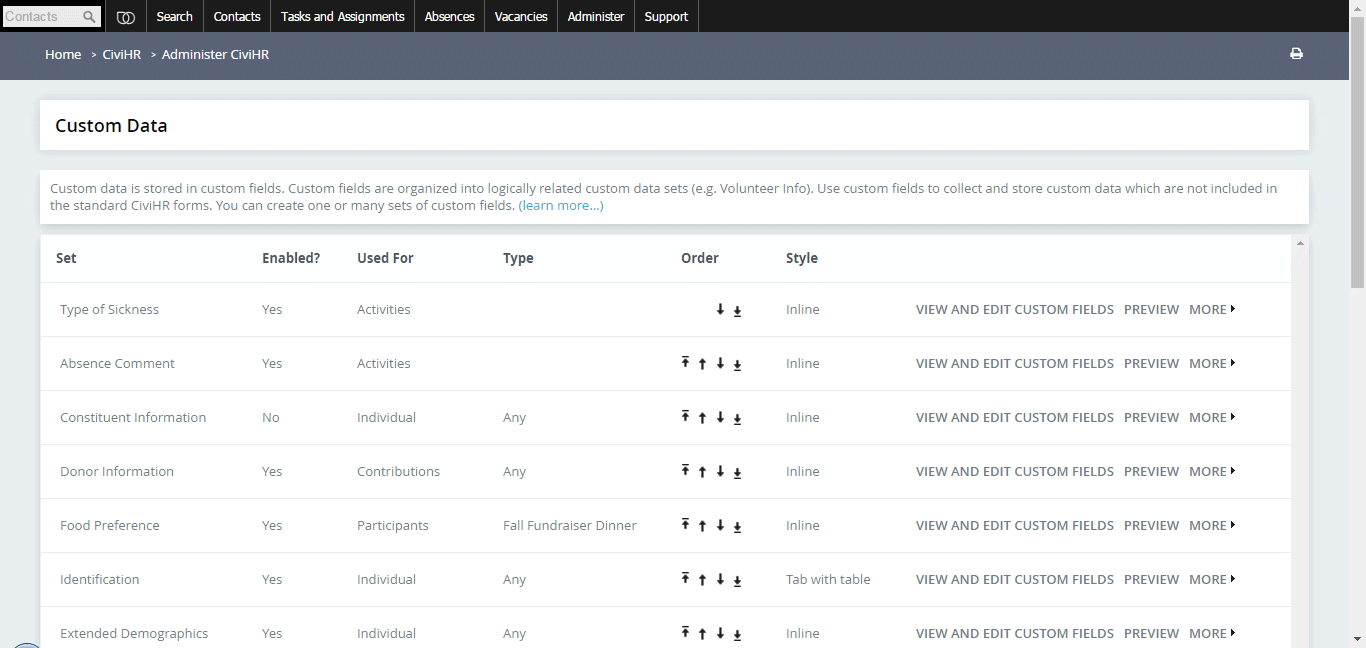 Contacts Search Contacts Tasks and Assignments Absences Vacancies Administer Support
Home > CiviHR > Administer CiviHR
Custom Data
Custom data is stored in custom fields. Custom fields are organized into logically related custom data sets (e.g. Volunteer Info). Use custom fields to collect and store custom data which are not included in
the standard CiviHR forms. You can create one or many sets of custom fields. (learn more...)
Set Enabled? Used For Type Order Style
Type of Sickness Yes Activities Inline VIEW AND EDIT CUSTOM FIELDS PREVIEW MORE
Absence Comment Yes Activities Inline VIEW AND EDIT CUSTOM FIELDS PREVIEW MORE
Constituent Information No Individual Any Inline VIEW AND EDIT CUSTOM FIELDS PREVIEW MORE
Donor Information Yes Contributions Any Inline VIEW AND EDIT CUSTOM FIELDS PREVIEW MORE
Food Preference Yes Participants Fall Fundraiser Dinner Inline VIEW AND EDIT CUSTOM FIELDS PREVIEW MORE
Identification Yes Individual Any Tab with table VIEW AND EDIT CUSTOM FIELDS PREVIEW MORE
Extended Demographics Yes Individual Any Inline VIEW AND EDIT CUSTOM FIELDS PREVIEW MORE